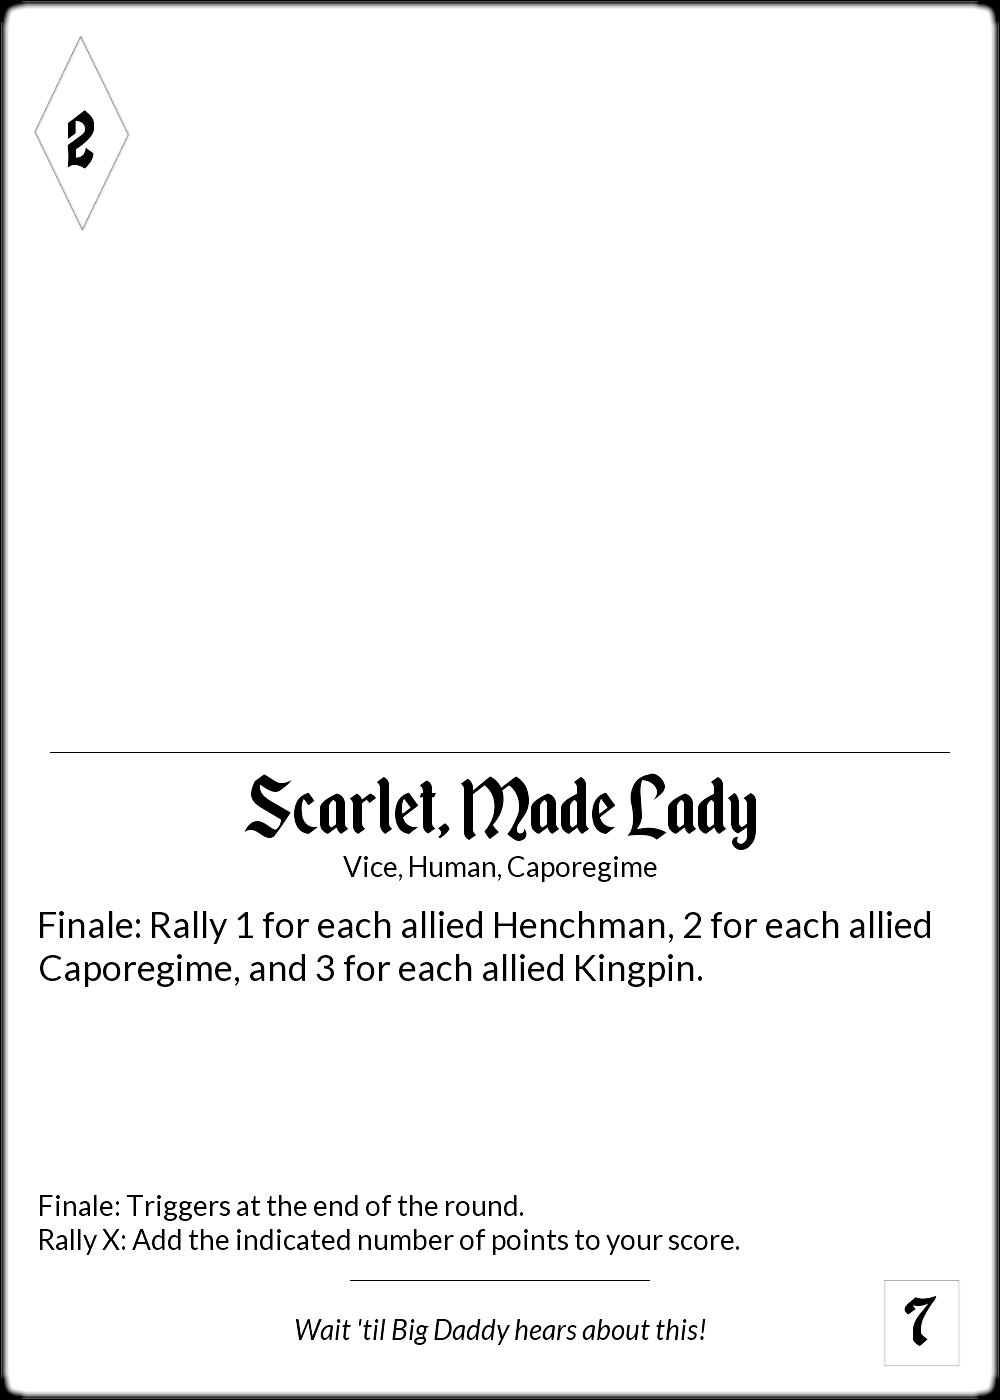 2
Scarlet, Made Lady
Vice, Human, Caporegime
Finale: Rally 1 for each allied Henchman, 2 for each allied
Caporegime, and 3 for each allied Kingpin.
Finale: Triggers at the end of the round.
Rally X: Add the indicated number of points to your score.
Wait 'til Big Daddy hears about this!
7